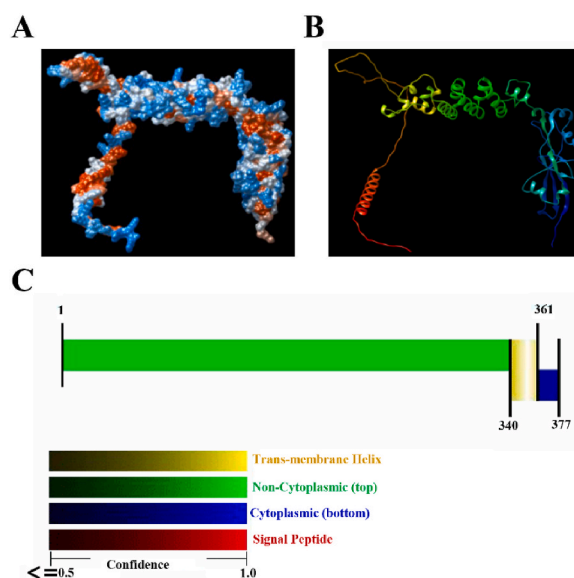 A B
C
1 361
340 377
Trans-membrane Helix
Non-Cytoplasmic (top)
Cytoplasmic (bottom)
Signal Peptide
Confidence
<=0.5 1.0